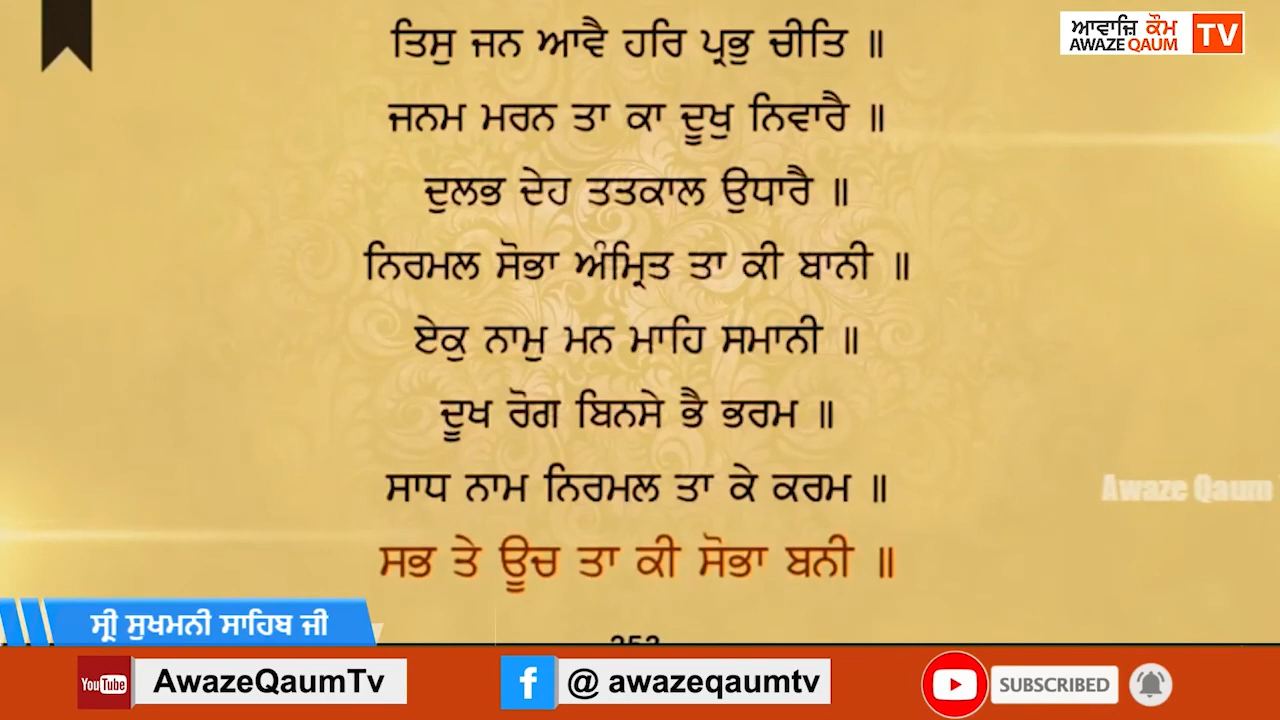 ਤਿਸੁ ਜਨ ਆਵੈ ਹਰਿ ਪ੍ਰਭੁ ਚੀਤਿ ॥
ਆਵਾਜ਼ਿ ਕੌਮ
AWAZE QAUM
TV
ਜਨਮ ਮਰਨ ਤਾ ਕਾ ਦੂਖੁ ਨਿਵਾਰੈ ॥
ਦੁਲਭ ਦੇਹ ਤਤਕਾਲ ਉਧਾਰੈ ॥
ਨਿਰਮਲ ਸੋਭਾ ਅੰਮ੍ਰਿਤ ਤਾ ਕੀ ਬਾਨੀ ॥
ਏਕੁ ਨਾਮੁ ਮਨ ਮਾਹਿ ਸਮਾਨੀ ॥
ਦੂਖ ਰੋਗ ਬਿਨਸੇ ਭੈ ਭਰਮ ॥
ਸਾਧ ਨਾਮ ਨਿਰਮਲ ਤਾ ਕੇ ਕਰਮ ॥
Awaze Qaum
ਸਭ ਤੇ ਊਚ ਤਾ ਕੀ ਸੋਭਾ ਬਨੀ ॥
ਸ੍ਰੀ ਸੁਖਮਨੀ ਸਾਹਿਬ ਜੀ
YouTube AwazeQaumTv
f @ awazeqaumtv
SUBSCRIBED